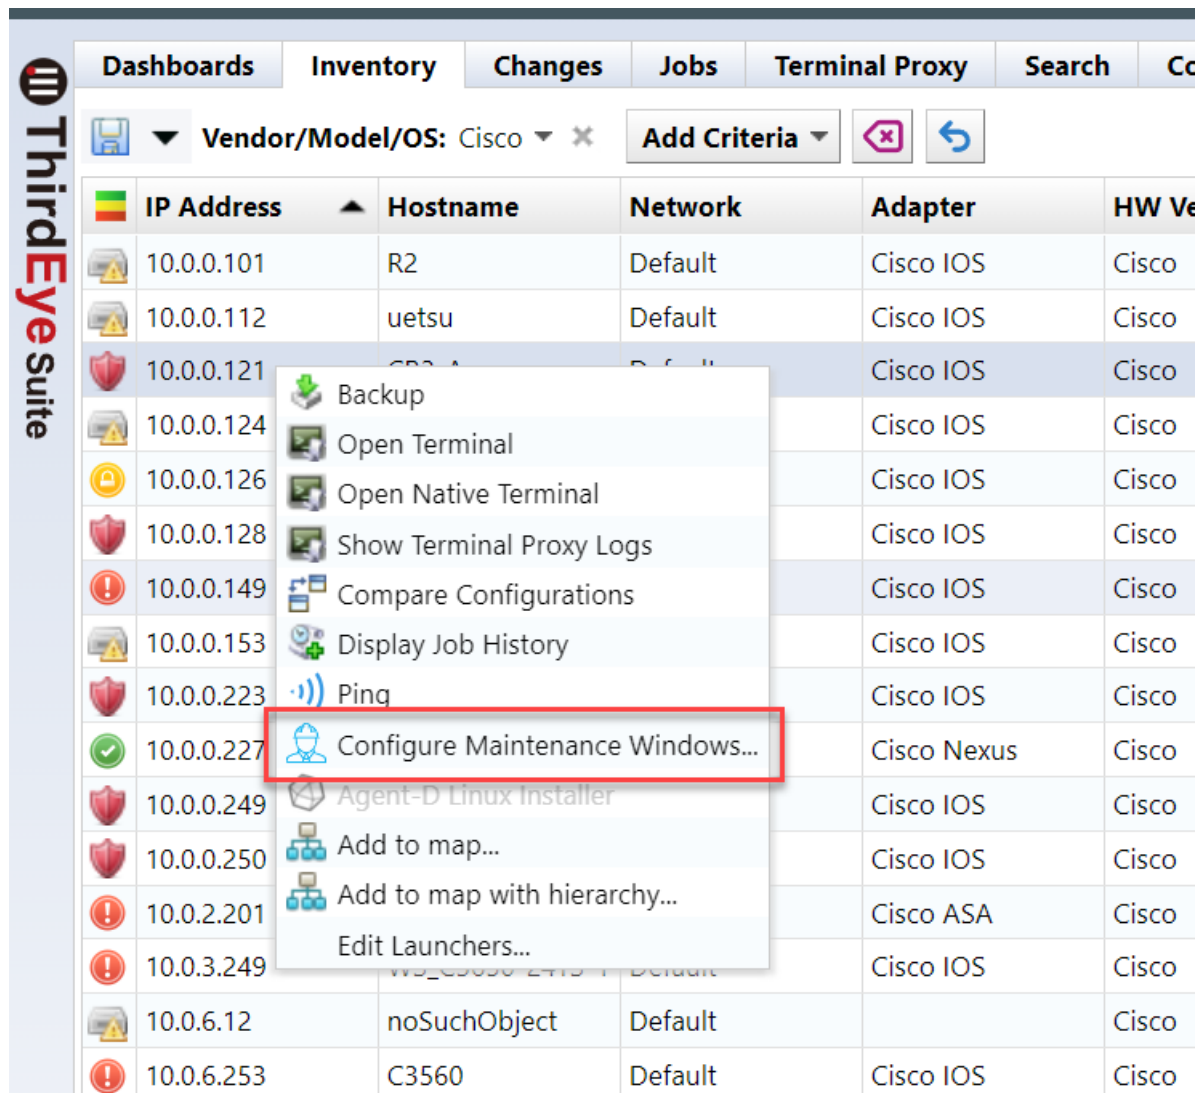 ThirdEye Suite
Dashboards Inventory Changes Jobs Terminal Proxy Search
Vendor/Model/OS: Cisco Add Criteria
IP Address Hostname Network Adapter HW
10.0.0.101 R2 Default Cisco IOS Cisco
10.0.0.112 uetsu Default Cisco IOS Cisco
10.0.0.121 Cisco IOS Cisco
Backup
10.0.0.124 Cisco IOS Cisco
Open Terminal
10.0.0.126 Cisco IOS Cisco
Open Native Terminal
10.0.0.128 Cisco IOS Cisco
Show Terminal Proxy Logs
10.0.0.149 Cisco IOS Cisco
Compare Configurations
10.0.0.153 Cisco IOS Cisco
Display Job History
10.0.0.223 Cisco IOS Cisco
Ping
10.0.0.227 Cisco Nexus Cisco
Configure Maintenance Windows...
10.0.0.249 Cisco IOS Cisco
Agent-D Linux Installer
10.0.0.250 Cisco IOS Cisco
Add to map...
10.0.2.201 Cisco ASA Cisco
Add to map with hierarchy...
10.0.3.249 Cisco IOS Cisco
Edit Launchers...
10.0.6.12 noSuchObject Default Cisco
10.0.6.253 C3560 Default Cisco IOS Cisco